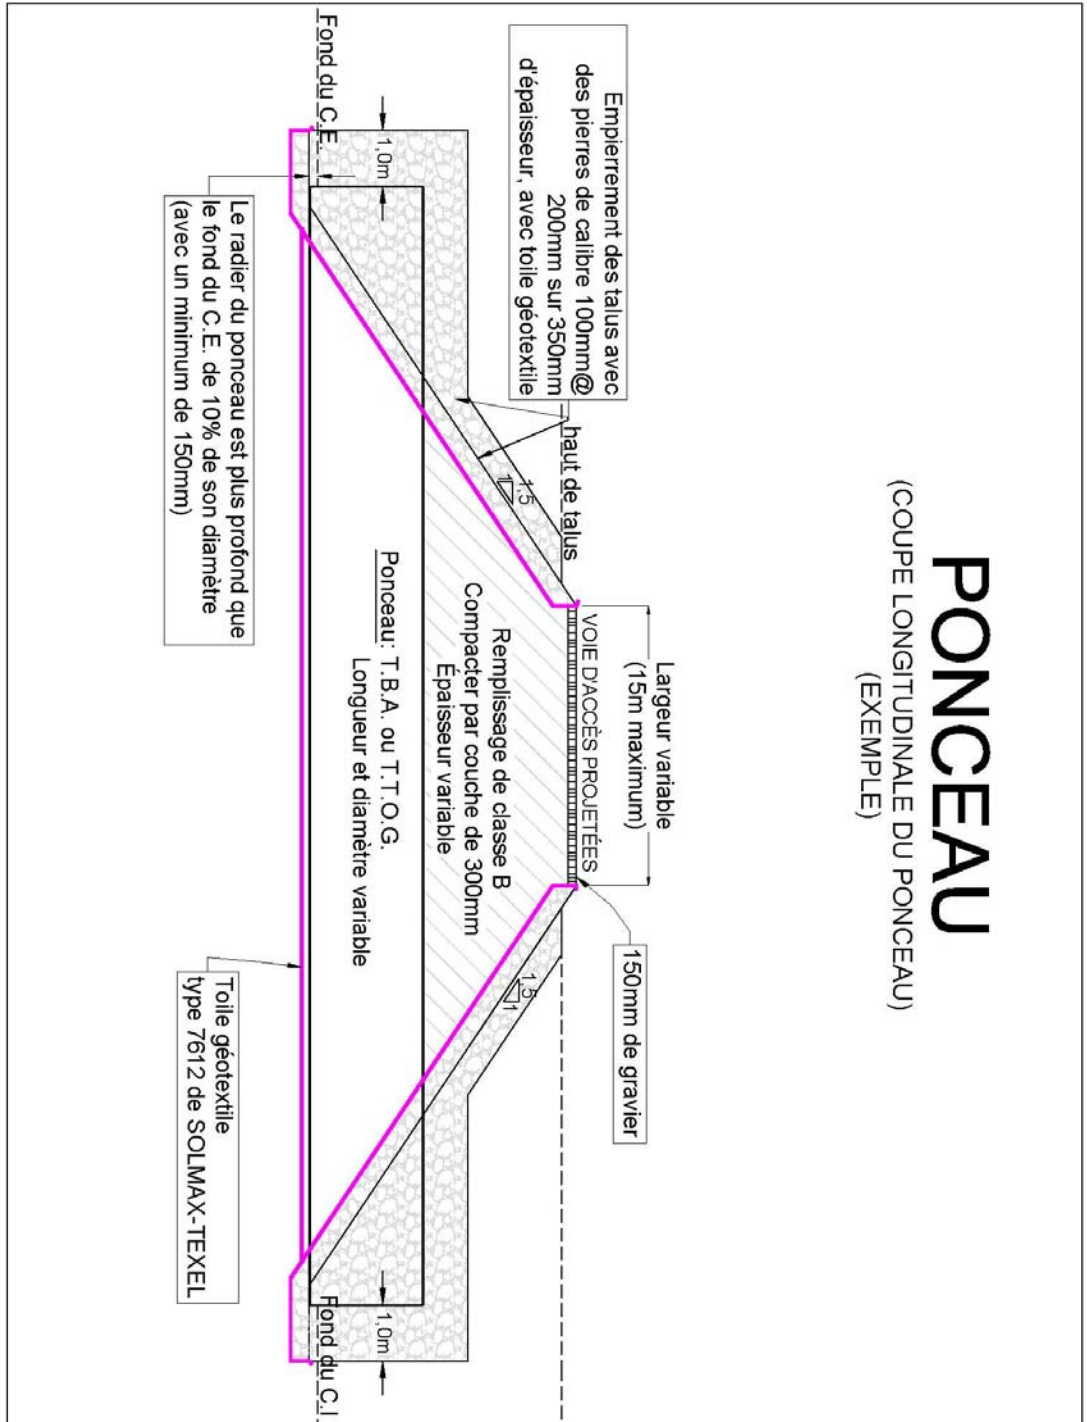 PONCEAU
(COUPE LONGITUDINALE DU PONCEAU)
(EXEMPLE)
Largeur variable
(15m maximum)
Empierrement des talus avec
des pierres de calibre 100mm@
200mm sur 350mm
d'épaisseur, avec toile géotextile
haut de talus
VOIE D'ACCÈS PROJETÉES
150mm de gravier
1,5
1
1,5
1
Remplissage de classe B
Compacter par couche de 300mm
Épaisseur variable
1,0m
Ponceau: T.B.A. ou T.T.O.G.
Longueur et diamètre variable
1,0m
Fond du C.E.
Fond du C.I
Le radier du ponceau est plus profond que
le fond du C.E. de 10% de son diamètre
(avec un minimum de 150mm)
Toile géotextile
type 7612 de SOLMAX-TEXEL